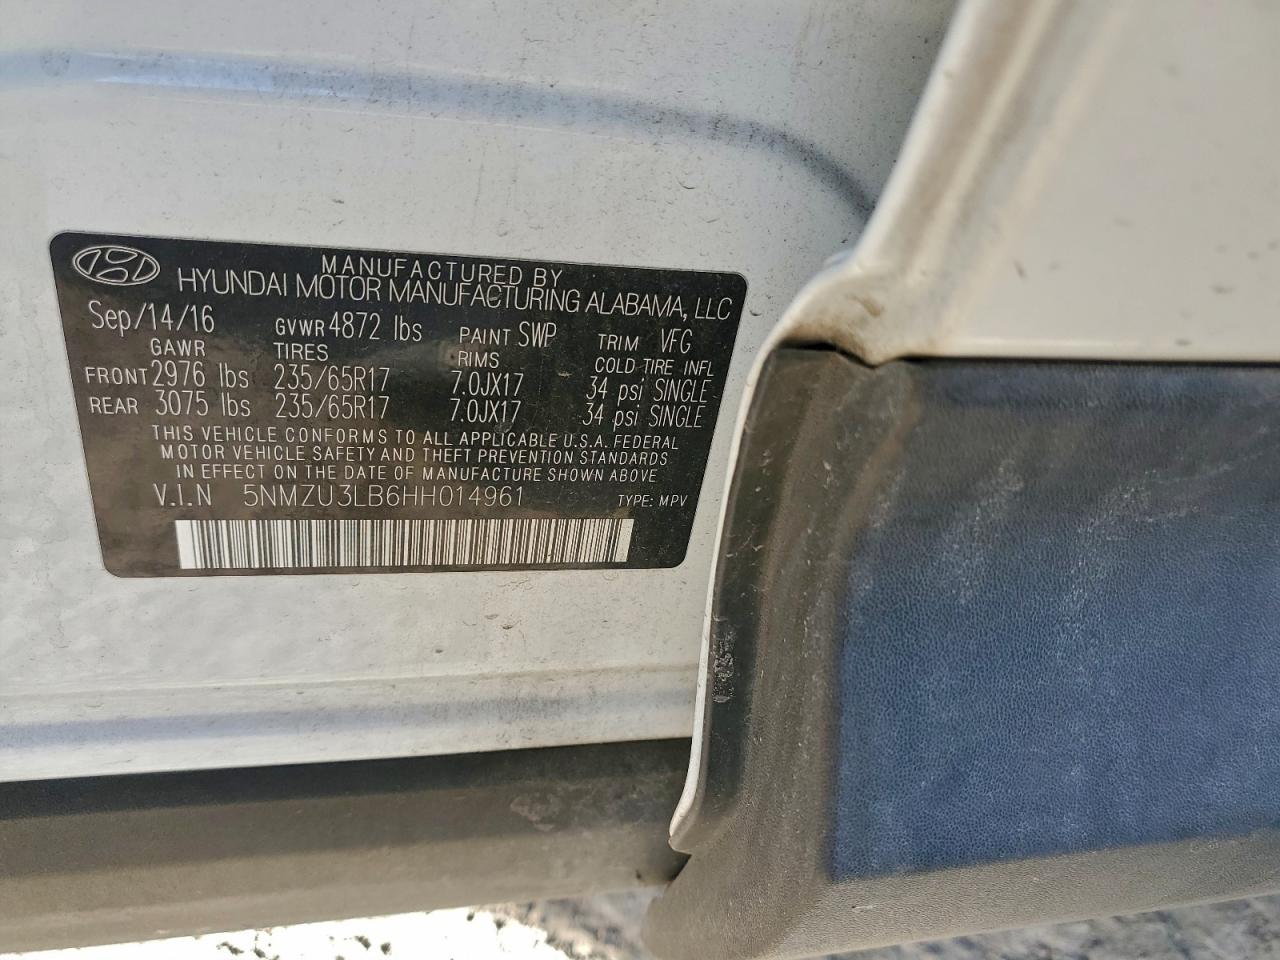 MANUFACTURED BY
HYUNDAI MOTOR MANUFACTURING ALABAMA, LLC
Sep/14/16 GVWR 4872 lbs PAINT SWP TRIM VFG
GAWR TIRES RIMS COLD TIRE INFL
FRONT 2976 lbs 235/65R17 7.0JX17 34 psi SINGLE
REAR 3075 lbs 235/65R17 7.0JX17 34 psi SINGLE
THIS VEHICLE CONFORMS TO ALL APPLICABLE U.S.A. FEDERAL
MOTOR VEHICLE SAFETY AND THEFT PREVENTION STANDARDS
IN EFFECT ON THE DATE OF MANUFACTURE SHOWN ABOVE
V.I.N 5NMZU3LB6HH014961 TYPE: MPV